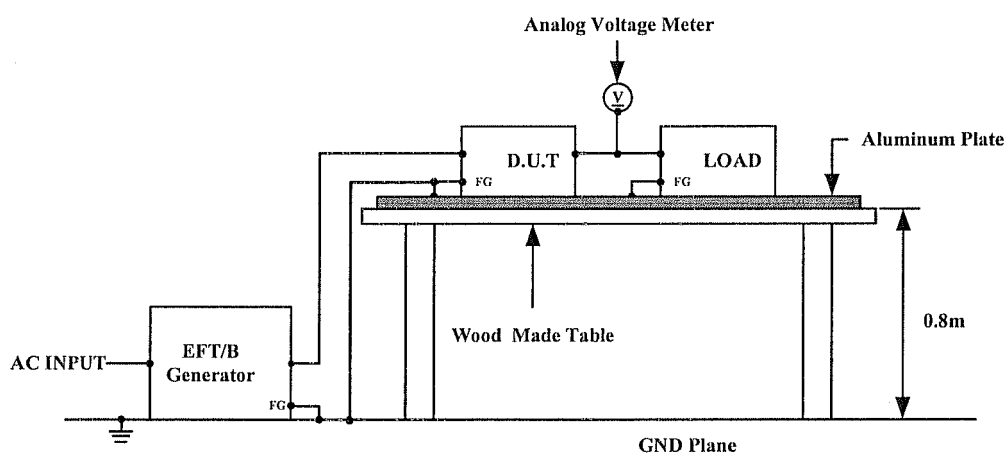 Analog Voltage Meter
V
D.U.T
LOAD
Aluminum Plate
FG
FG
Wood Made Table
0.8m
AC INPUT
EFT/B
Generator
FG
GND Plane